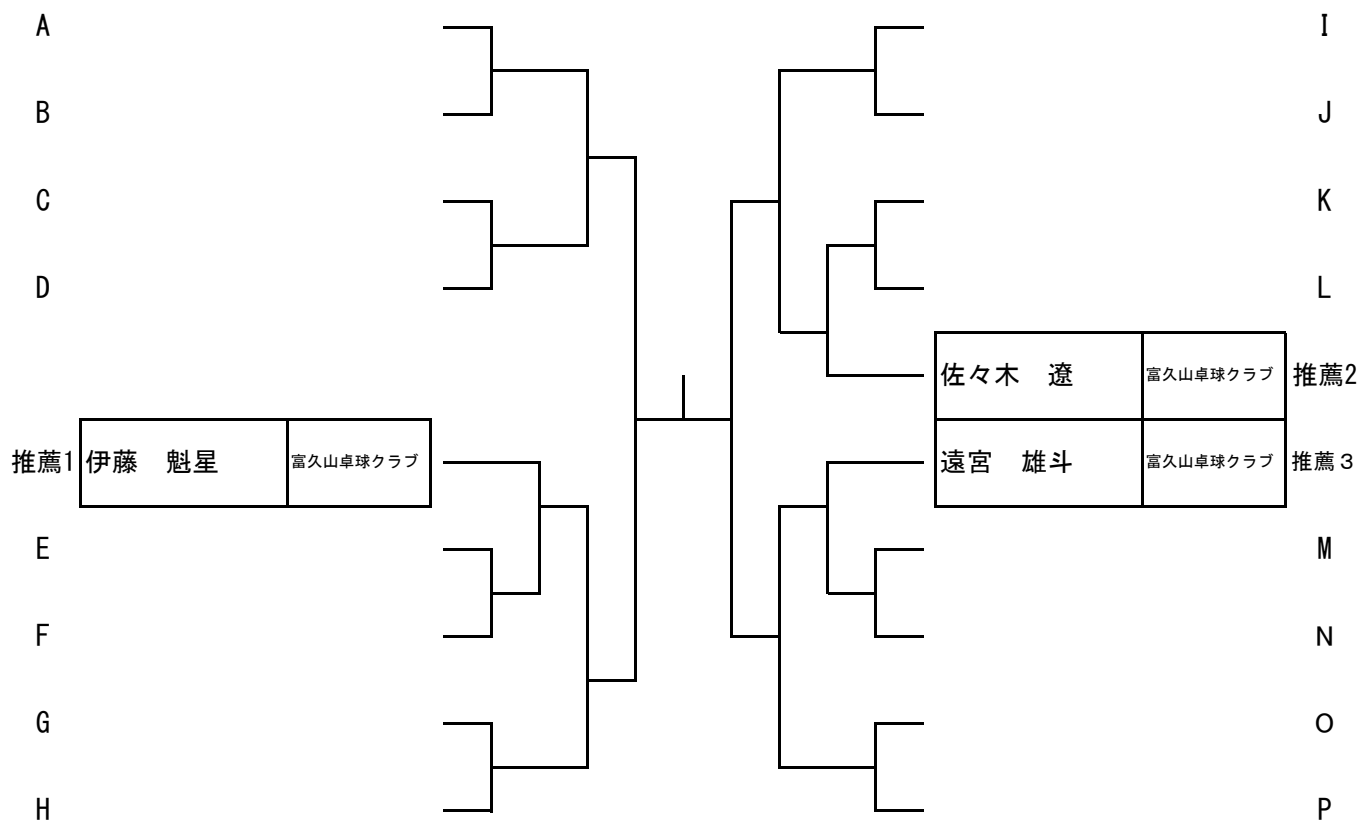 A
I
B
J
C
K
D
L
佐々木　遼 富久山卓球クラブ 推薦2
推薦1 伊藤　魁星 富久山卓球クラブ
遠宮　雄斗 富久山卓球クラブ 推薦３
E
M
F
N
G
O
H
P